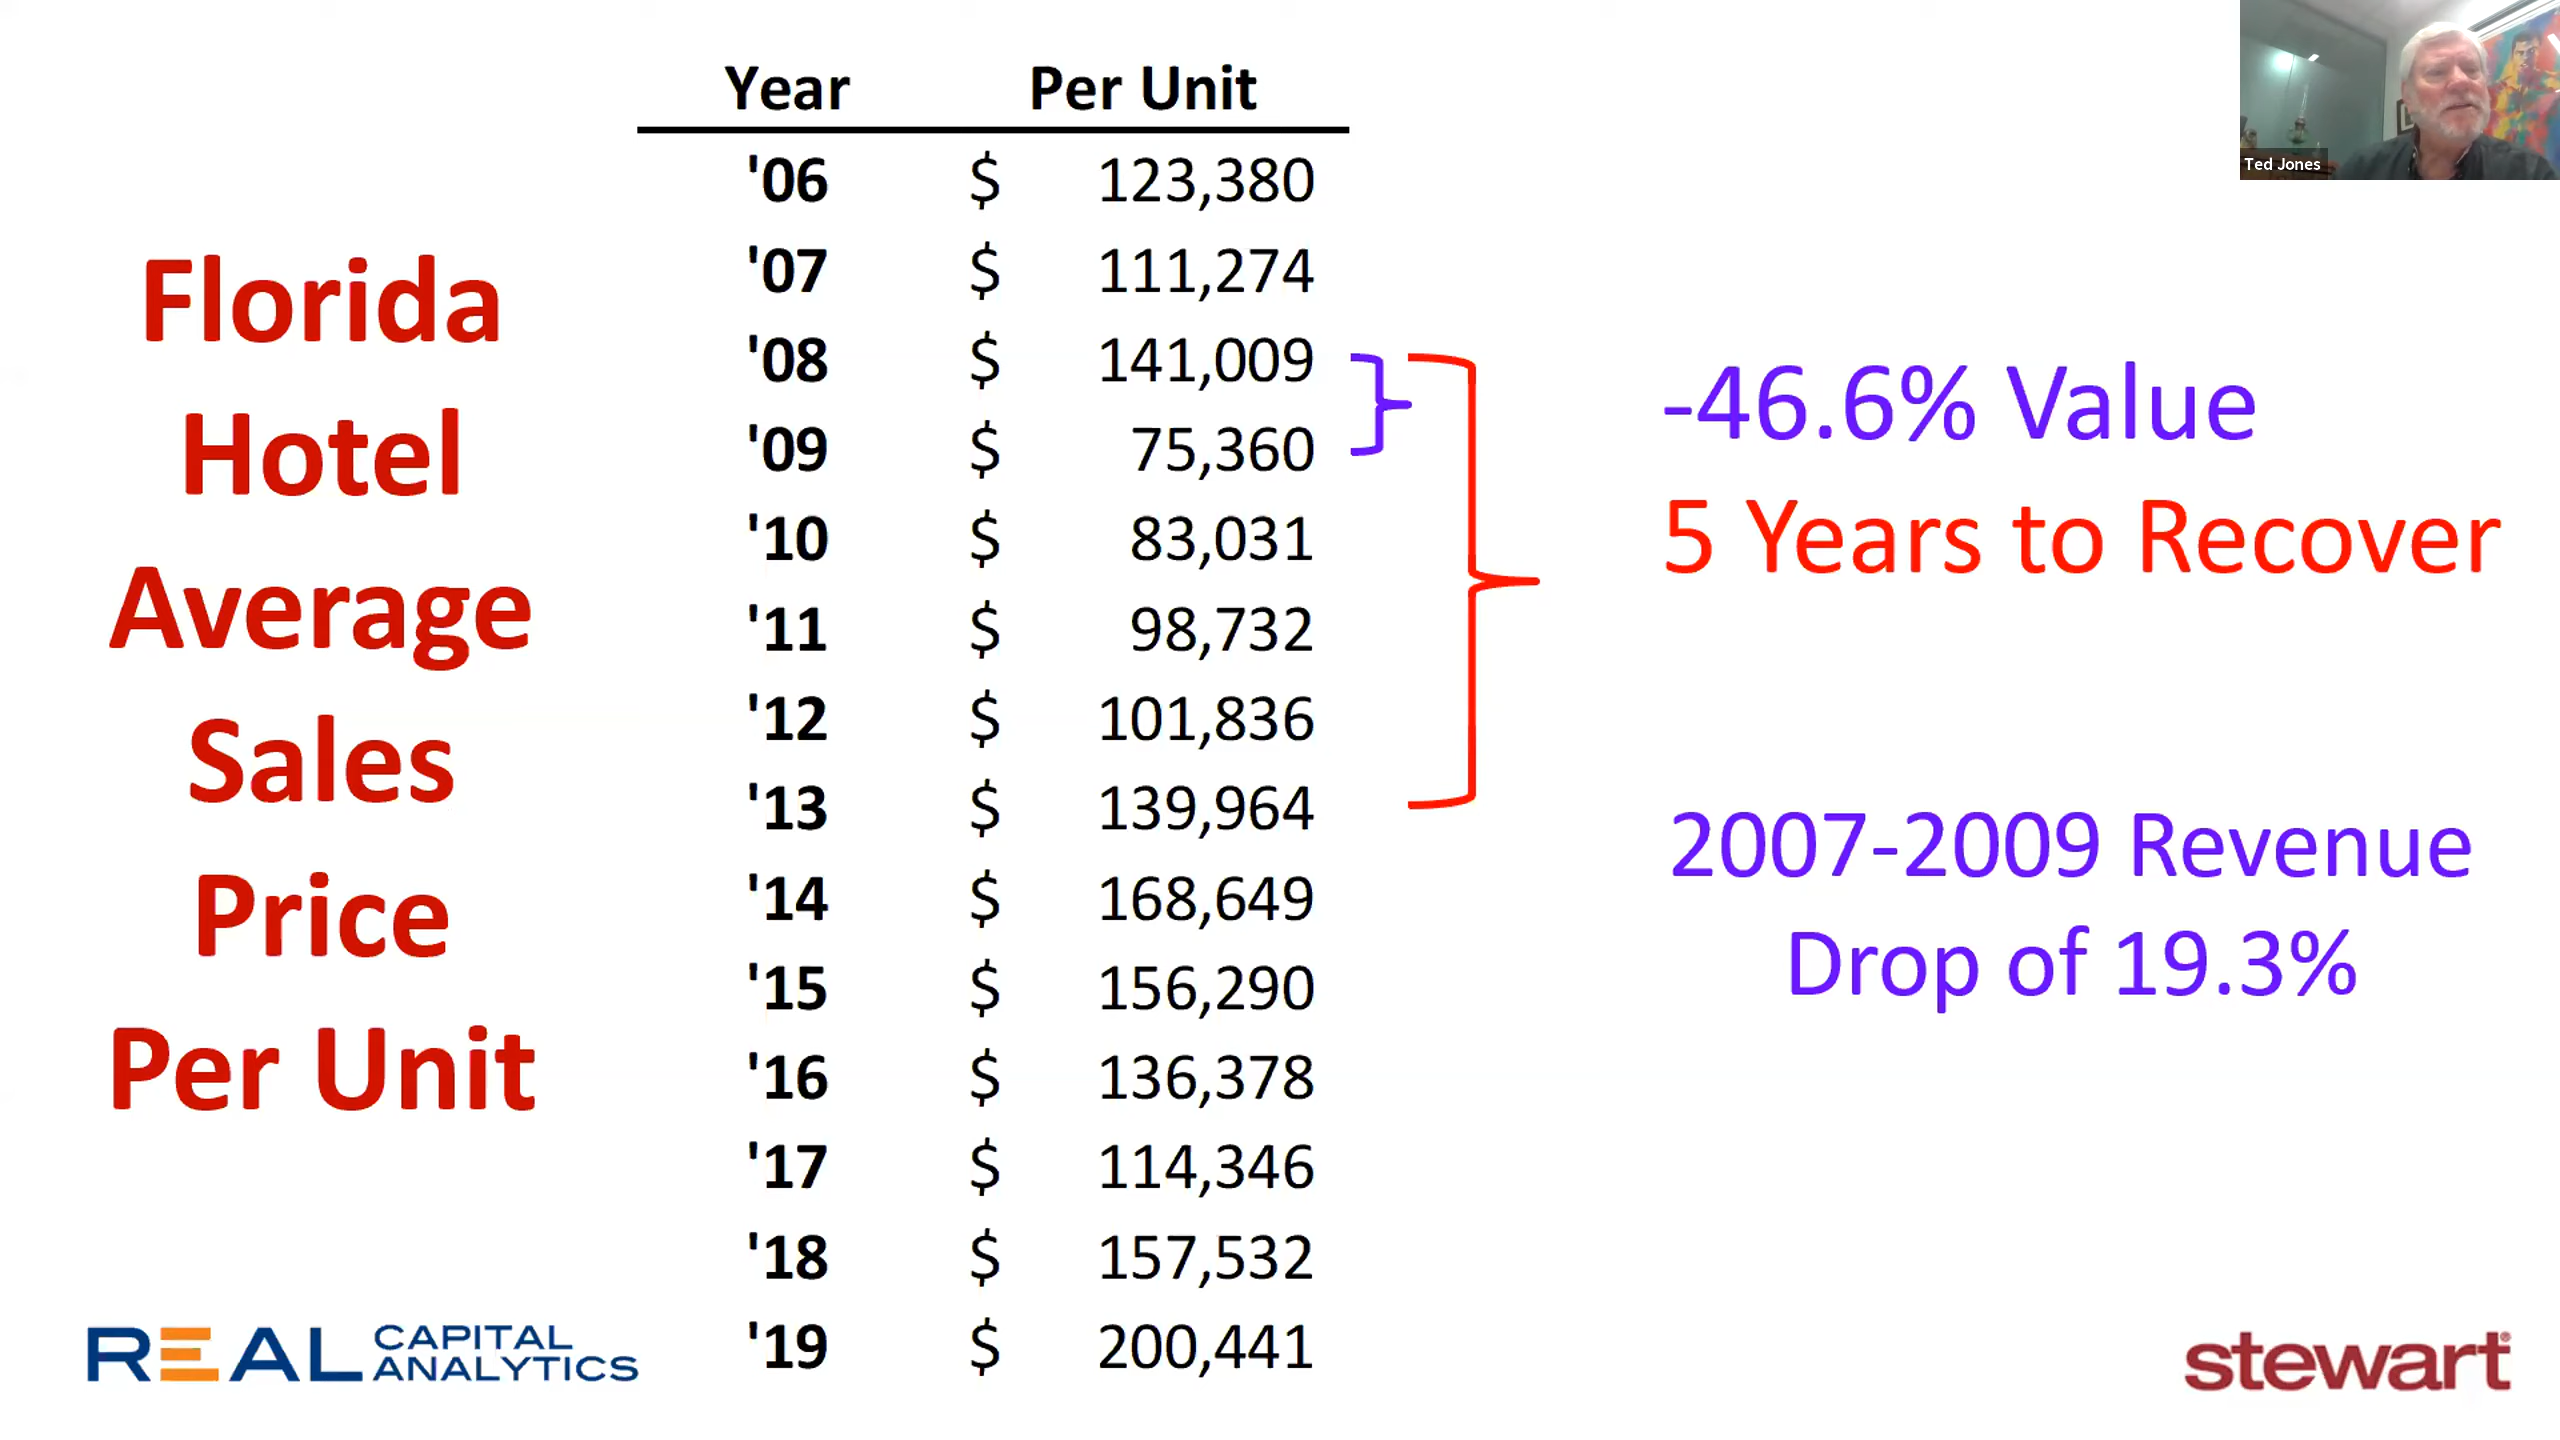 Florida
Hotel
Average
Sales
Price
Per Unit
Year Per Unit
'06 $ 123,380
'07 $ 111,274
'08 $ 141,009
'09 $ 75,360
'10 $ 83,031
'11 $ 98,732
'12 $ 101,836
'13 $ 139,964
'14 $ 168,649
'15 $ 156,290
'16 $ 136,378
'17 $ 114,346
'18 $ 157,532
'19 $ 200,441
-46.6% Value
5 Years to Recover
2007-2009 Revenue
Drop of 19.3%
Ted Jones
REAL CAPITAL
ANALYTICS
stewart®